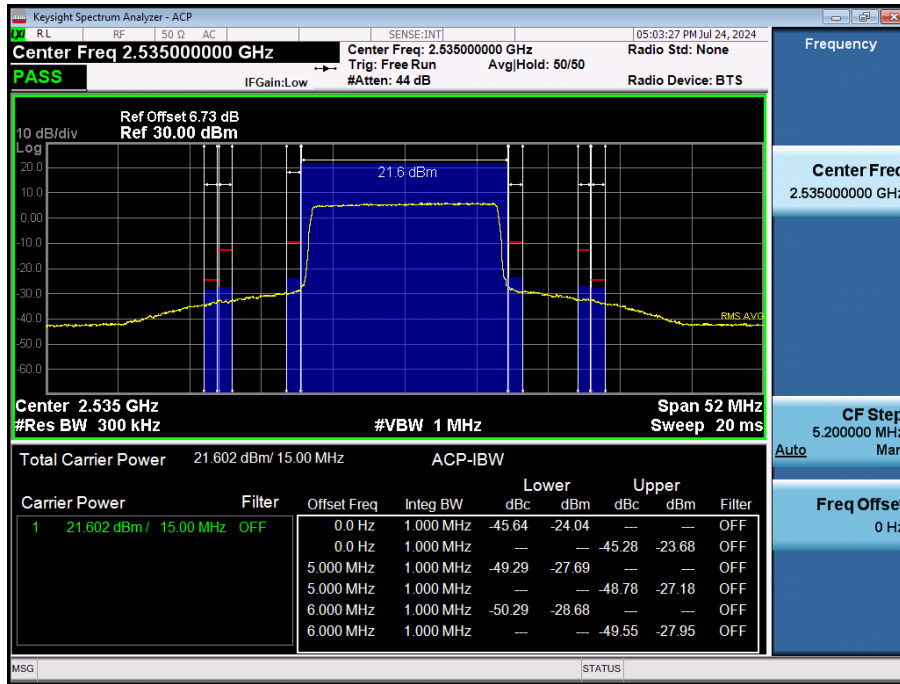 Keysight Spectrum Analyzer - ACP
LXI RL RF 50 Ω AC SENSE:INT 05:03:27 PM Jul 24, 2024
Center Freq 2.535000000 GHz
Center Freq: 2.535000000 GHz
Radio Std: None
Trig: Free Run Avg|Hold: 50/50
PASS
IFGain:Low
#Atten: 44 dB
Radio Device: BTS
Ref Offset 6.73 dB
10 dB/div Ref 30.00 dBm
Log
20.0
10.0
0.00
-10.0
-20.0
-30.0
-40.0
-50.0
-60.0
21.6 dBm
RMS AVG
Center 2.535 GHz Span 52 MHz
#Res BW 300 kHz #VBW 1 MHz Sweep 20 ms
Total Carrier Power 21.602 dBm/ 15.00 MHz ACP-IBW
Lower Upper
Carrier Power Filter Offset Freq Integ BW dBc dBm dBc dBm Filter
1 21.602 dBm / 15.00 MHz OFF
0.0 Hz 1.000 MHz -45.64 -24.04 --- --- OFF
0.0 Hz 1.000 MHz --- --- -45.28 -23.68 OFF
5.000 MHz 1.000 MHz -49.29 -27.69 --- --- OFF
5.000 MHz 1.000 MHz --- --- -48.78 -27.18 OFF
6.000 MHz 1.000 MHz -50.29 -28.68 --- --- OFF
6.000 MHz 1.000 MHz --- --- -49.55 -27.95 OFF
MSG STATUS
Frequency
Center Freq
2.535000000 GHz
CF Step
5.200000 MHz
Auto Man
Freq Offset
0 Hz